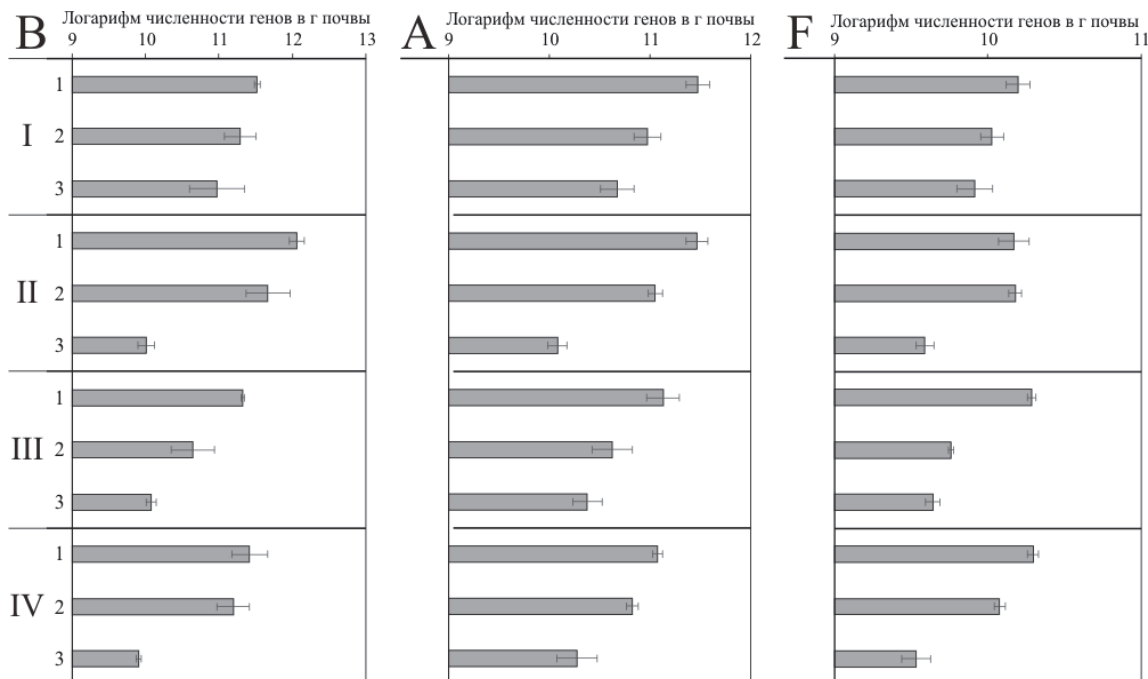 B
Логарифм численности генов в г почвы
9 10 11 12 13
A
Логарифм численности генов в г почвы
9 10 11 12
F
Логарифм численности генов в г почвы
9 10 11
I
1
2
3
II
1
2
3
III
1
2
3
IV
1
2
3